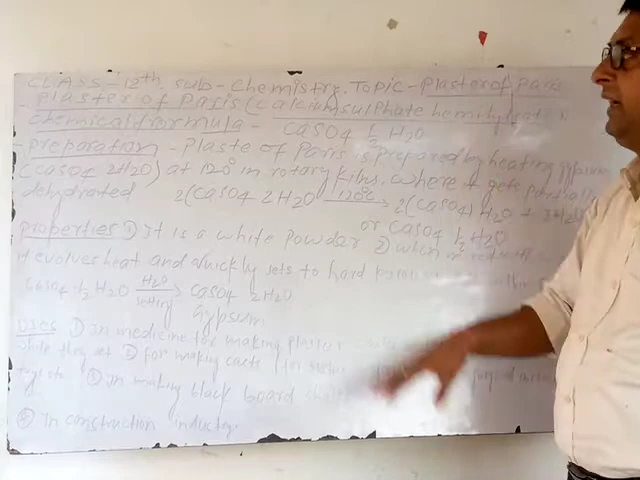 CLASS-12th. sub-chemistry. Topic-Plaster of Paris
-Plaster of Paris (calcium sulphate hemihydrate)
chemical formula- CaSO4 ½ H2O
-Preparation-Plaste of Paris is prepared by heating gypsum
(CaSO4 2H2O) at 120° in rotary kilns, where it gets partially
dehydrated 2(CaSO4 2H2O) 120°C 2(CaSO4) H2O + 3H2O
or CaSO4 ½ H2O
Properties ① It is a white Powder ② when
It evolves heat and quickly sets to hard
CaSO4 ½ H2O H2O setting CaSO4 2H2O
Gypsum
Uses ① In medicine for making plaster
while they set ② for making casts for
③ In making black board
④ In construction industry.